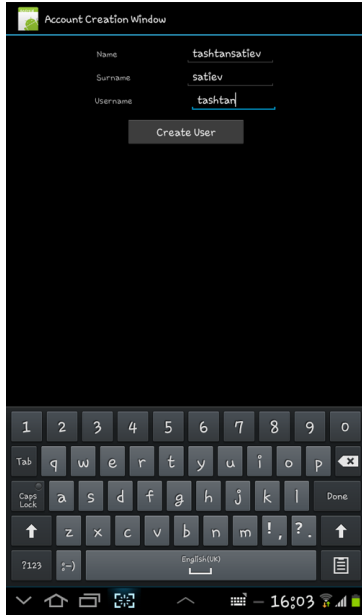 Account Creation Window
Name tashtansatiev
Surname satiev
Username tashtan
Create User
1 2 3 4 5 6 7 8 9 0
Tab q w e r t y u i o p
Caps Lock a s d f g h j k l Done
z x c v b n m ! , ? .
?123 :-) English(UK)
16:03